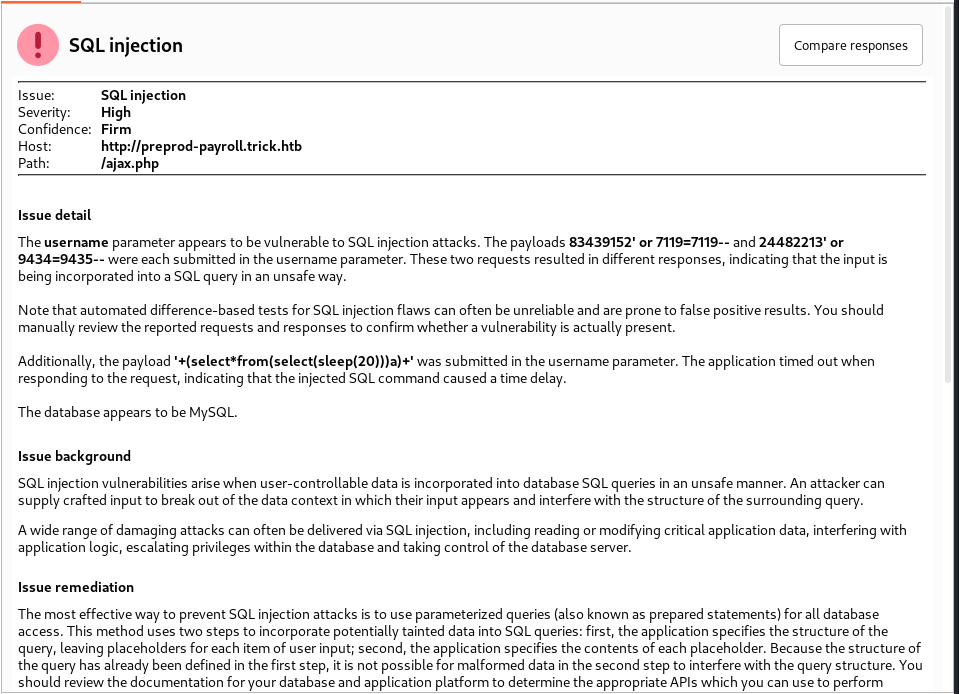 SQL injection
Compare responses
Issue: SQL injection
Severity: High
Confidence: Firm
Host: http://preprod-payroll.trick.htb
Path: /ajax.php
Issue detail
The username parameter appears to be vulnerable to SQL injection attacks. The payloads 83439152' or 7119=7119-- and 24482213' or
9434=9435-- were each submitted in the username parameter. These two requests resulted in different responses, indicating that the input is
being incorporated into a SQL query in an unsafe way.
Note that automated difference-based tests for SQL injection flaws can often be unreliable and are prone to false positive results. You should
manually review the reported requests and responses to confirm whether a vulnerability is actually present.
Additionally, the payload '+(select*from(select(sleep(20)))a)+' was submitted in the username parameter. The application timed out when
responding to the request, indicating that the injected SQL command caused a time delay.
The database appears to be MySQL.
Issue background
SQL injection vulnerabilities arise when user-controllable data is incorporated into database SQL queries in an unsafe manner. An attacker can
supply crafted input to break out of the data context in which their input appears and interfere with the structure of the surrounding query.
A wide range of damaging attacks can often be delivered via SQL injection, including reading or modifying critical application data, interfering with
application logic, escalating privileges within the database and taking control of the database server.
Issue remediation
The most effective way to prevent SQL injection attacks is to use parameterized queries (also known as prepared statements) for all database
access. This method uses two steps to incorporate potentially tainted data into SQL queries: first, the application specifies the structure of the
query, leaving placeholders for each item of user input; second, the application specifies the contents of each placeholder. Because the structure of
the query has already been defined in the first step, it is not possible for malformed data in the second step to interfere with the query structure. You
should review the documentation for your database and application platform to determine the appropriate APIs which you can use to perform